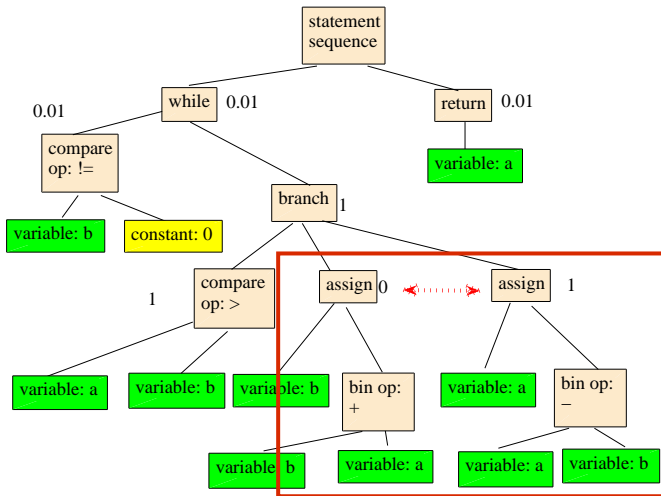 statement
sequence
while
0.01
return
0.01
0.01
compare
op: !=
variable: a
branch
1
variable: b
constant: 0
1
compare
op: >
assign
0
assign
1
variable: a
variable: b
variable: b
bin op:
+
variable: a
bin op:
−
variable: b
variable: a
variable: a
variable: b